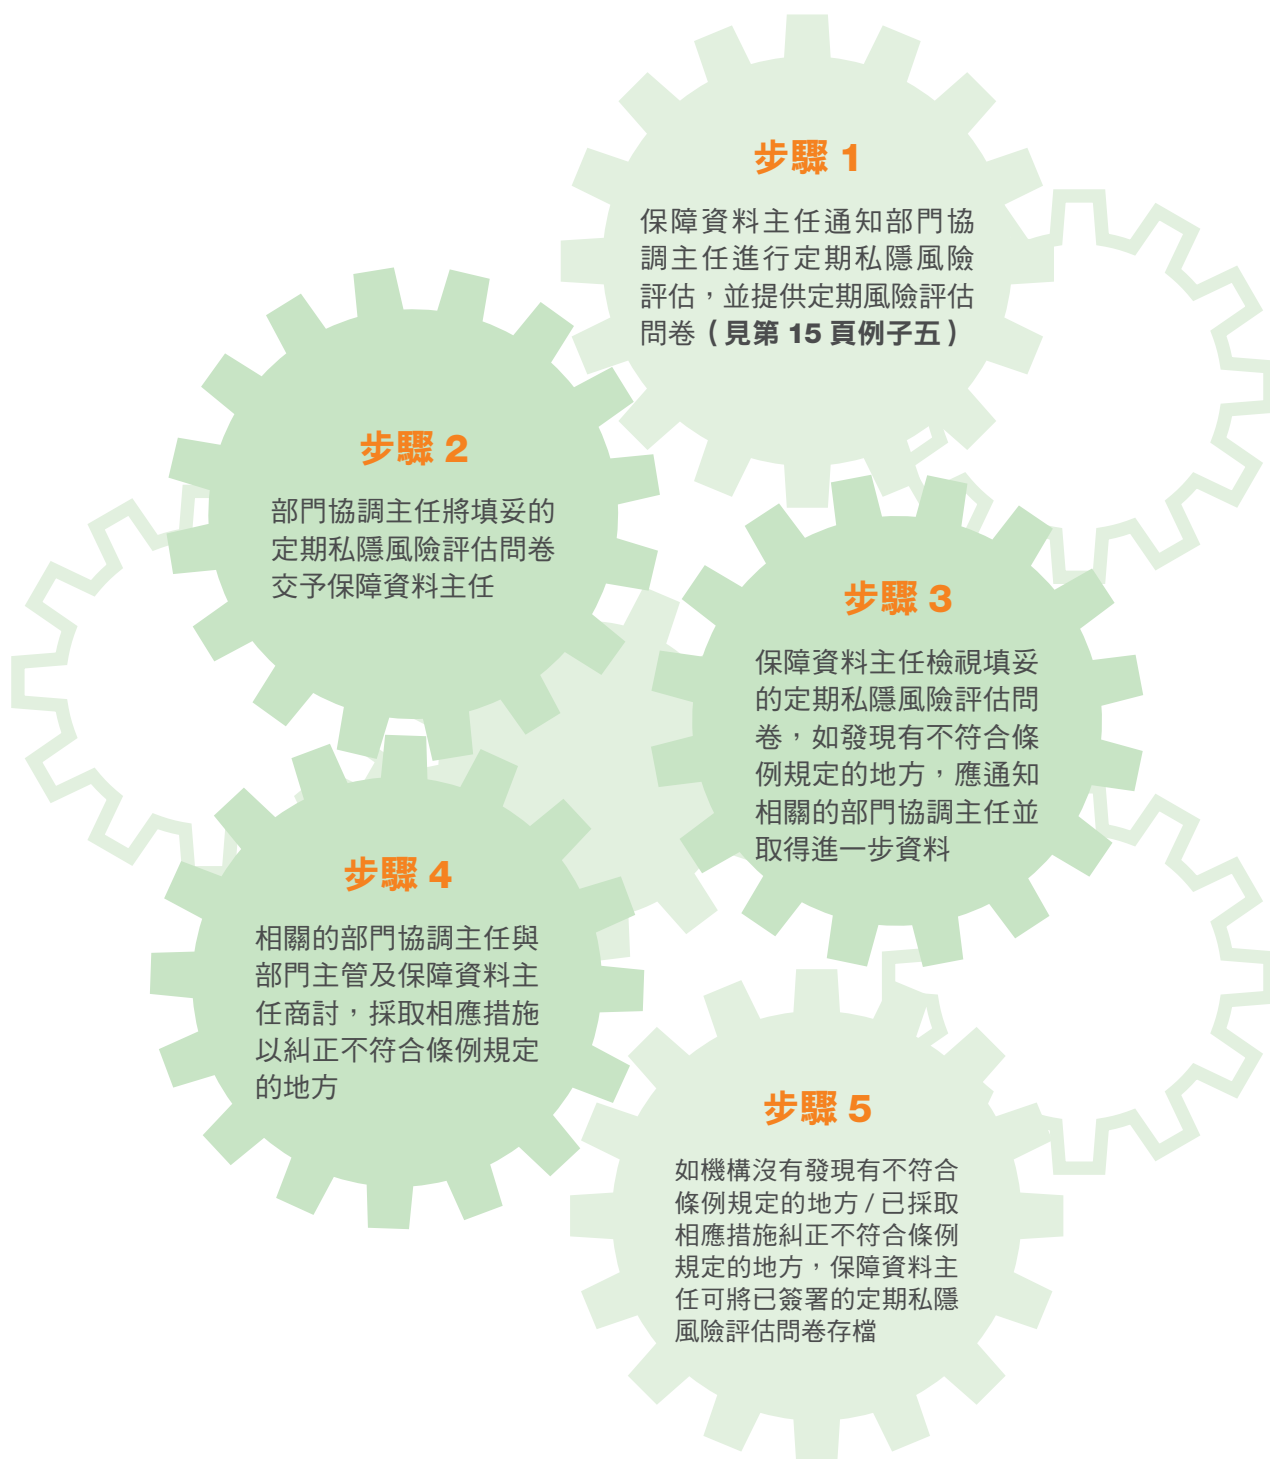 步驟 1
保障資料主任通知部門協
調主任進行定期私隱風險
評估，並提供定期風險評估
問卷（見第 15 頁例子五）
步驟 2
部門協調主任將填妥的
定期私隱風險評估問卷
交予保障資料主任
步驟 3
保障資料主任檢視填妥
的定期私隱風險評估問
卷，如發現有不符合條
例規定的地方，應通知
相關的部門協調主任並
取得進一步資料
步驟 4
相關的部門協調主任與
部門主管及保障資料主
任商討，採取相應措施
以糾正不符合條例規定
的地方
步驟 5
如機構沒有發現有不符合
條例規定的地方 / 已採取
相應措施糾正不符合條例
規定的地方，保障資料主
任可將已簽署的定期私隱
風險評估問卷存檔